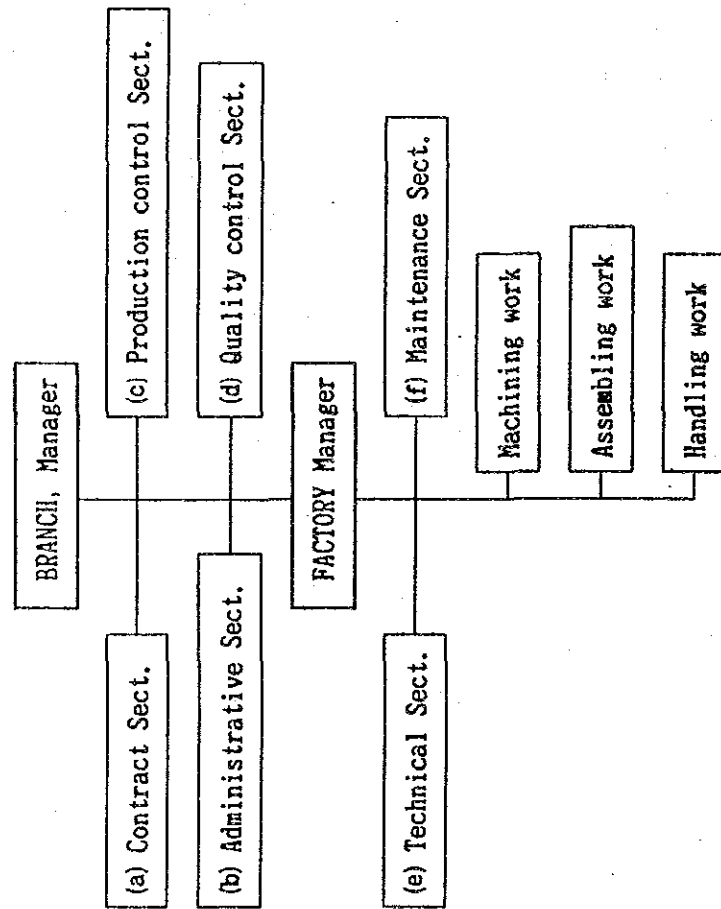 BRANCH, Manager
(a) Contract Sect.
(c) Production control Sect.
(b) Administrative Sect.
(d) Quality control Sect.
FACTORY Manager
(e) Technical Sect.
(f) Maintenance Sect.
Machining work
Assembling work
Handling work